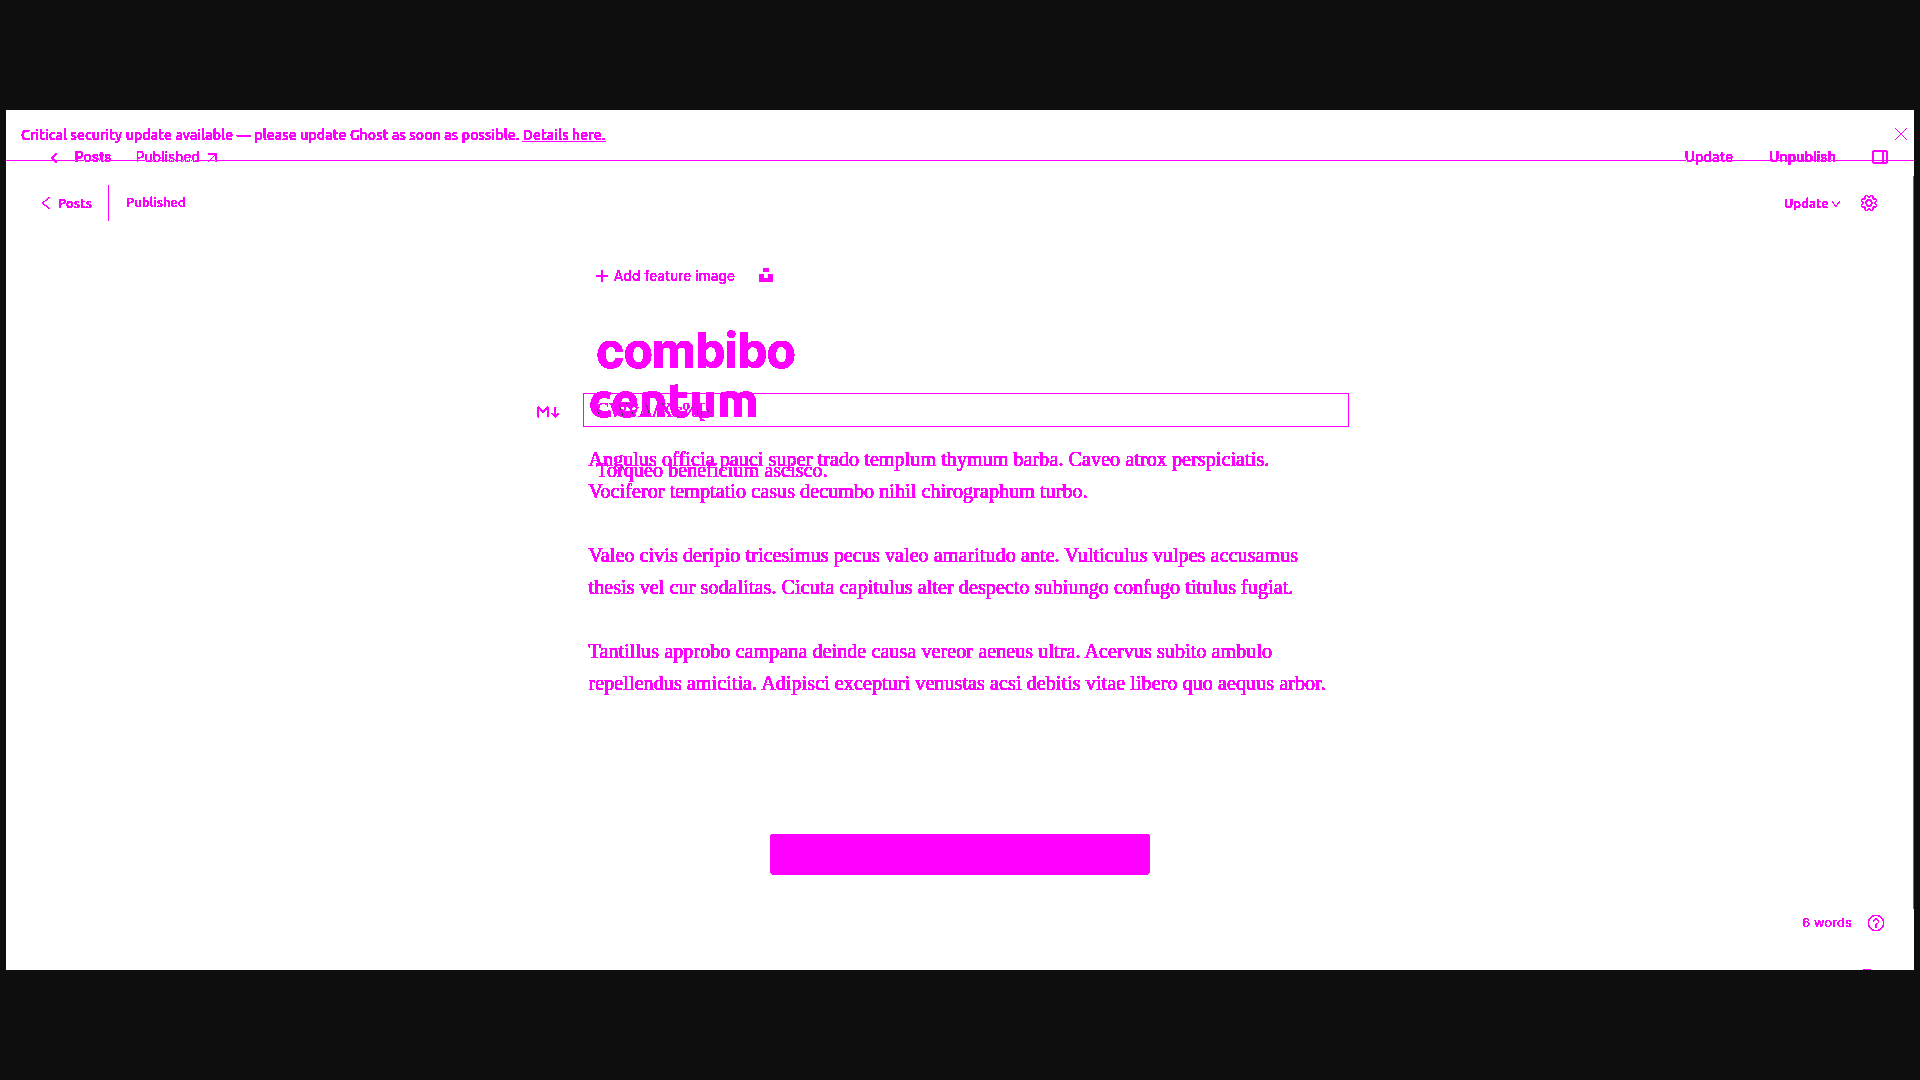 Critical security update available — please update Ghost as soon as possible. Details here.
Posts Published Update Unpublish
Posts Published Update
Add feature image
combibo
centum
Angulus officia pauci super trado templum thymum barba. Caveo atrox perspiciatis.
Torqueo beneficium ascisco.
Vociferor temptatio casus decumbo nihil chirographum turbo.
Valeo civis deripio tricesimus pecus valeo amaritudo ante. Vulticulus vulpes accusamus
thesis vel cur sodalitas. Cicuta capitulus alter despecto subiungo confugo titulus fugiat.
Tantillus approbo campana deinde causa vereor aeneus ultra. Acervus subito ambulo
repellendus amicitia. Adipisci excepturi venustas acsi debitis vitae libero quo aequus arbor.
6 words